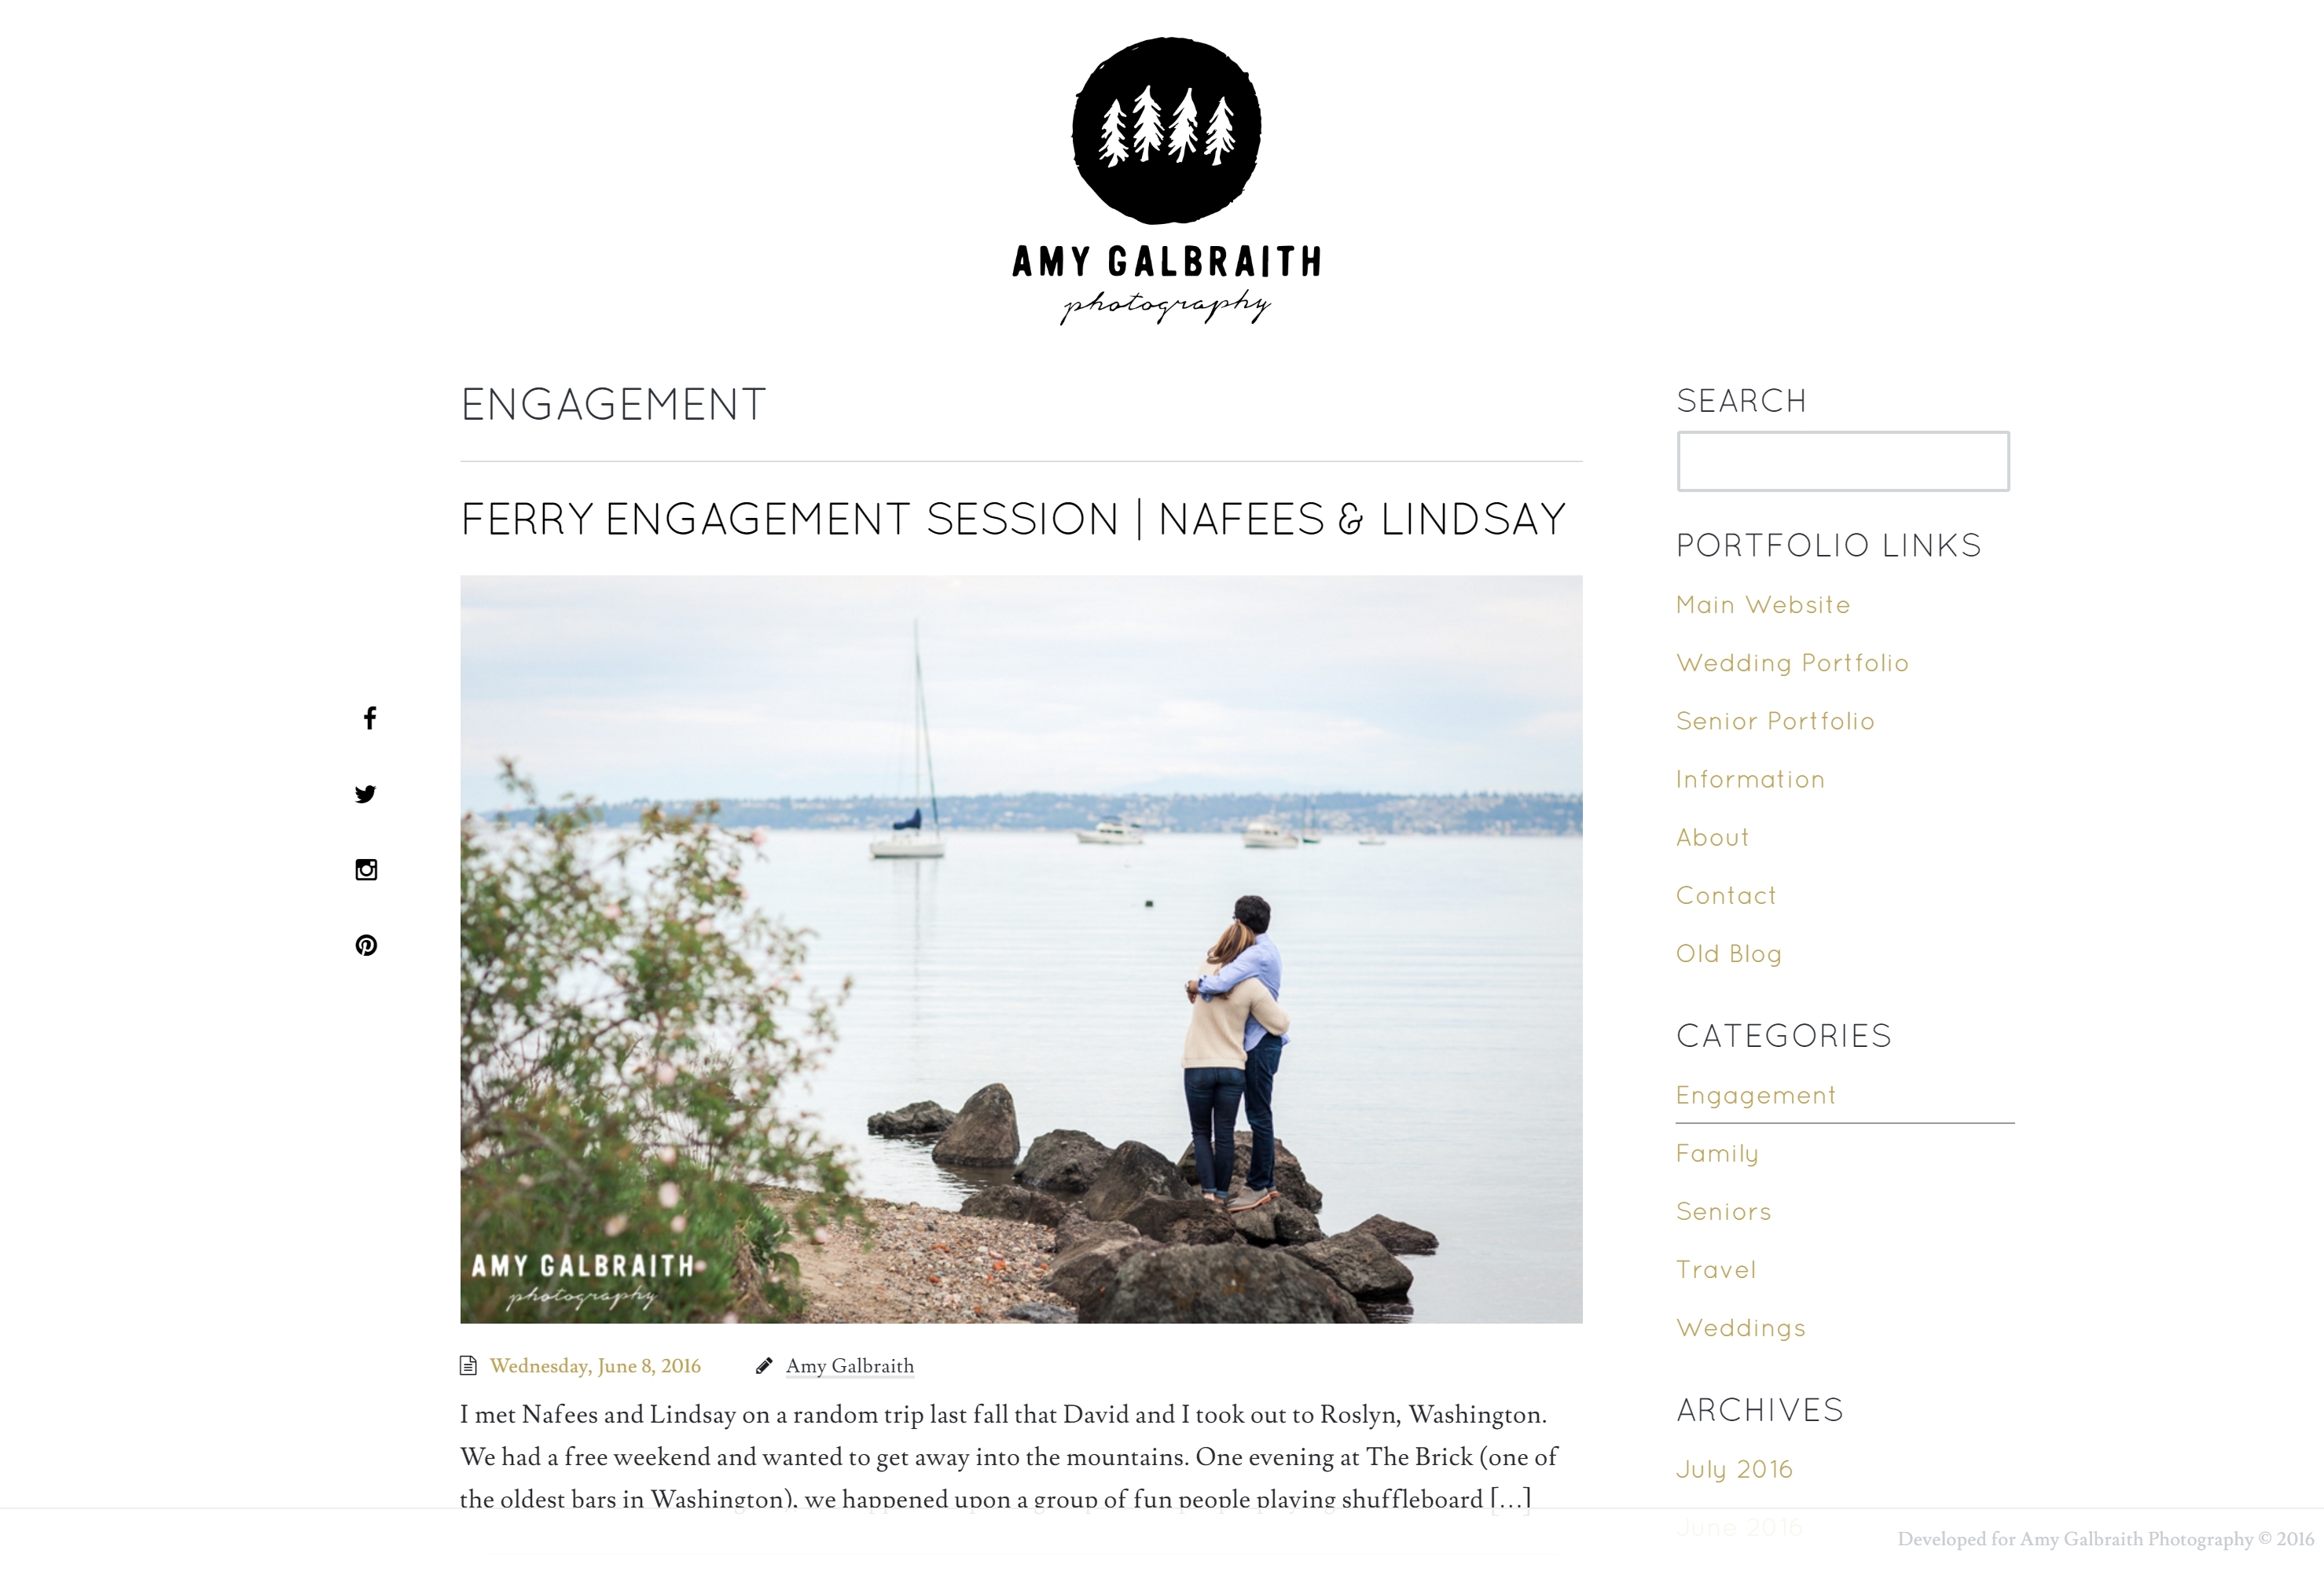 AMY GALBRAITH
photography
ENGAGEMENT
FERRY ENGAGEMENT SESSION | NAFEES & LINDSAY
AMY GALBRAITH
photography
Wednesday, June 8, 2016
Amy Galbraith
I met Nafees and Lindsay on a random trip last fall that David and I took out to Roslyn, Washington.
We had a free weekend and wanted to get away into the mountains. One evening at The Brick (one of
the oldest bars in Washington), we happened upon a group of fun people playing shuffleboard […]
SEARCH
PORTFOLIO LINKS
Main Website
Wedding Portfolio
Senior Portfolio
Information
About
Contact
Old Blog
CATEGORIES
Engagement
Family
Seniors
Travel
Weddings
ARCHIVES
July 2016
June 2016
Developed for Amy Galbraith Photography © 2016